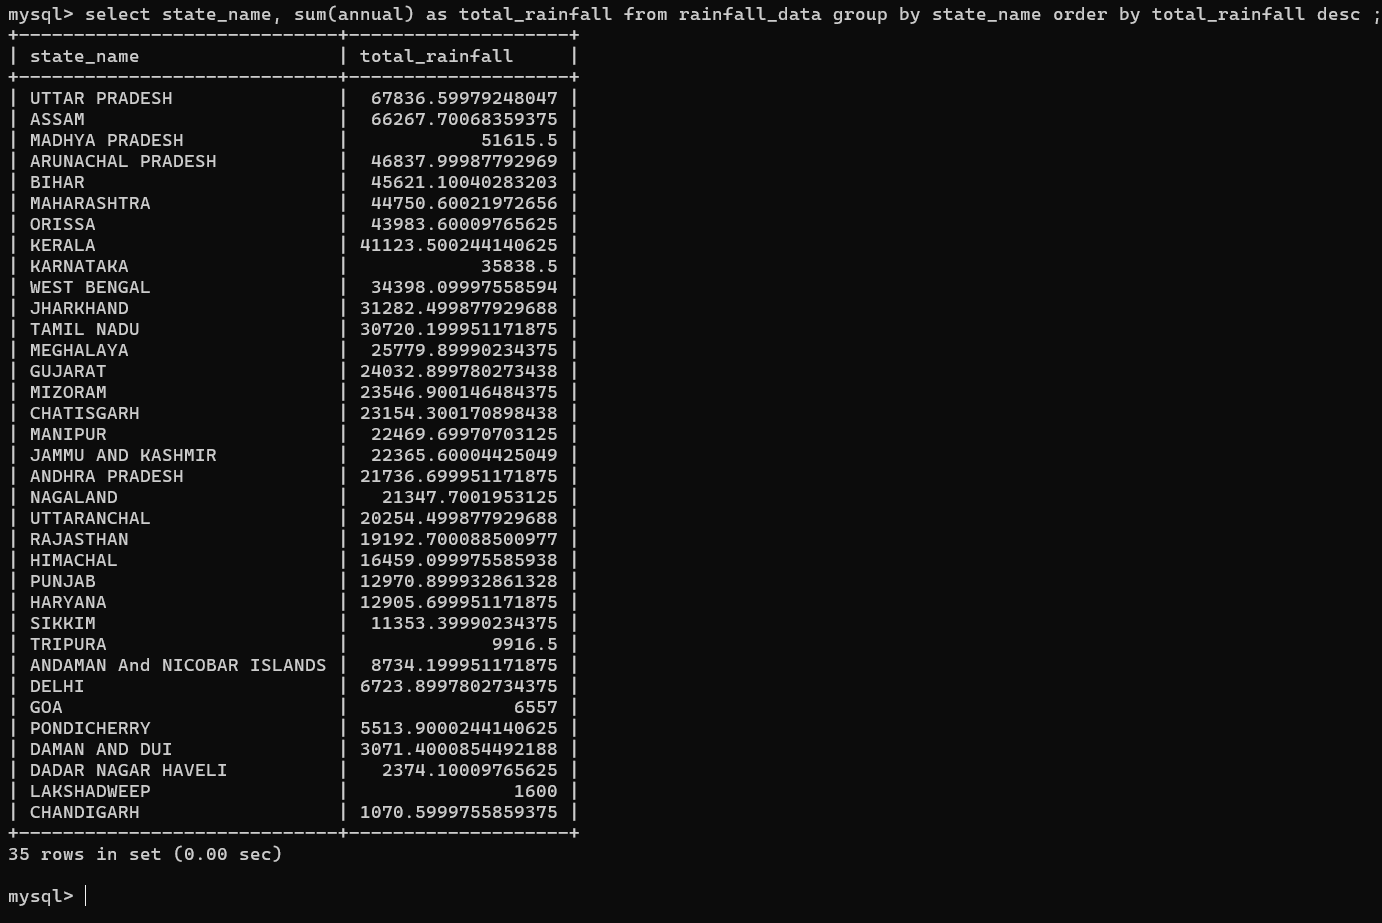 mysql> select state_name, sum(annual) as total_rainfall from rainfall_data group by state_name order by total_rainfall desc ;
+-----------------------------+--------------------+
| state_name                  | total_rainfall     |
+-----------------------------+--------------------+
| UTTAR PRADESH               |  67836.59979248047 |
| ASSAM                       |  66267.70068359375 |
| MADHYA PRADESH              |            51615.5 |
| ARUNACHAL PRADESH           |  46837.99987792969 |
| BIHAR                       |  45621.10040283203 |
| MAHARASHTRA                 |  44750.60021972656 |
| ORISSA                      |  43983.60009765625 |
| KERALA                      | 41123.500244140625 |
| KARNATAKA                   |            35838.5 |
| WEST BENGAL                 |  34398.09997558594 |
| JHARKHAND                   | 31282.499877929688 |
| TAMIL NADU                  | 30720.199951171875 |
| MEGHALAYA                   |  25779.89990234375 |
| GUJARAT                     | 24032.899780273438 |
| MIZORAM                     | 23546.900146484375 |
| CHATISGARH                  | 23154.300170898438 |
| MANIPUR                     |  22469.69970703125 |
| JAMMU AND KASHMIR           |  22365.60004425049 |
| ANDHRA PRADESH              | 21736.699951171875 |
| NAGALAND                    |   21347.7001953125 |
| UTTARANCHAL                 | 20254.499877929688 |
| RAJASTHAN                   | 19192.700088500977 |
| HIMACHAL                    | 16459.099975585938 |
| PUNJAB                      | 12970.899932861328 |
| HARYANA                     | 12905.699951171875 |
| SIKKIM                      |  11353.39990234375 |
| TRIPURA                     |             9916.5 |
| ANDAMAN And NICOBAR ISLANDS |  8734.199951171875 |
| DELHI                       | 6723.8997802734375 |
| GOA                         |               6557 |
| PONDICHERRY                 | 5513.9000244140625 |
| DAMAN AND DUI               | 3071.4000854492188 |
| DADAR NAGAR HAVELI          |   2374.10009765625 |
| LAKSHADWEEP                 |               1600 |
| CHANDIGARH                  | 1070.5999755859375 |
+-----------------------------+--------------------+
35 rows in set (0.00 sec)
mysql>